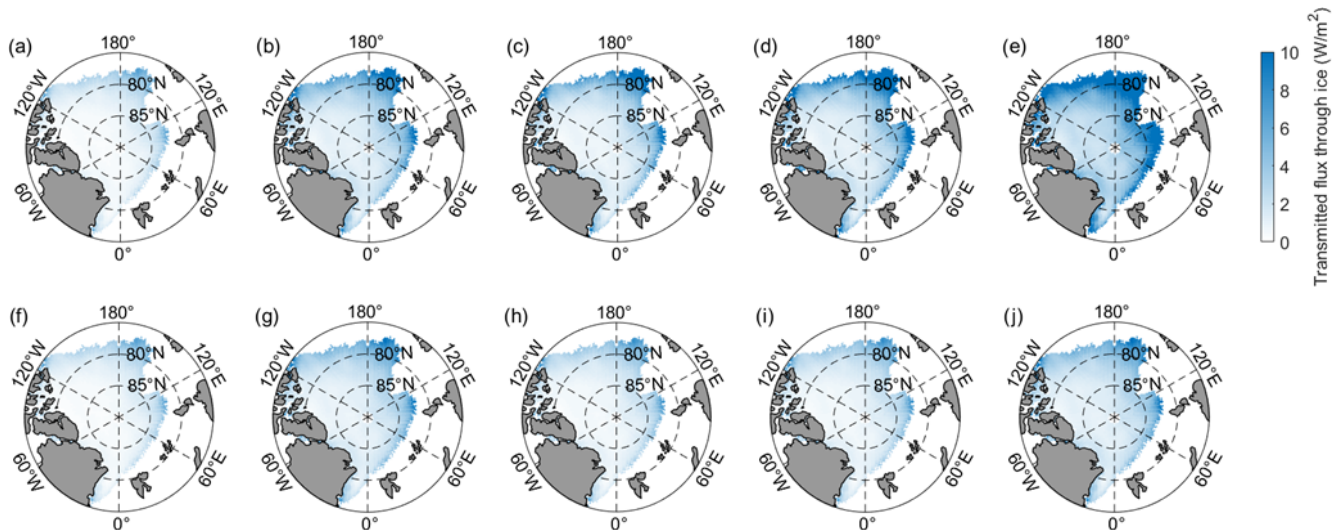 (a) 180° 120°W 120°E 80°N 85°N 60°W 60°E 0°
(b) 180° 120°W 120°E 80°N 85°N 60°W 60°E 0°
(c) 180° 120°W 120°E 80°N 85°N 60°W 60°E 0°
(d) 180° 120°W 120°E 80°N 85°N 60°W 60°E 0°
(e) 180° 120°W 120°E 80°N 85°N 60°W 60°E 0°
10
8
6
4
2
0
Transmitted flux through ice (W/m²)
(f) 180° 120°W 120°E 80°N 85°N 60°W 60°E 0°
(g) 180° 120°W 120°E 80°N 85°N 60°W 60°E 0°
(h) 180° 120°W 120°E 80°N 85°N 60°W 60°E 0°
(i) 180° 120°W 120°E 80°N 85°N 60°W 60°E 0°
(j) 180° 120°W 120°E 80°N 85°N 60°W 60°E 0°